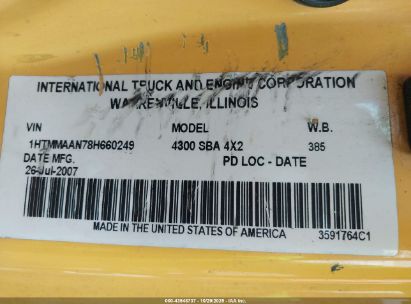 INTERNATIONAL TRUCK AND ENGINE CORPORATION
WARRENVILLE, ILLINOIS
VIN MODEL W.B.
1HTMMAAN78H660249 4300 SBA 4X2 385
DATE MFG. PD LOC - DATE
26-Jul-2007
MADE IN THE UNITED STATES OF AMERICA 3591764C1